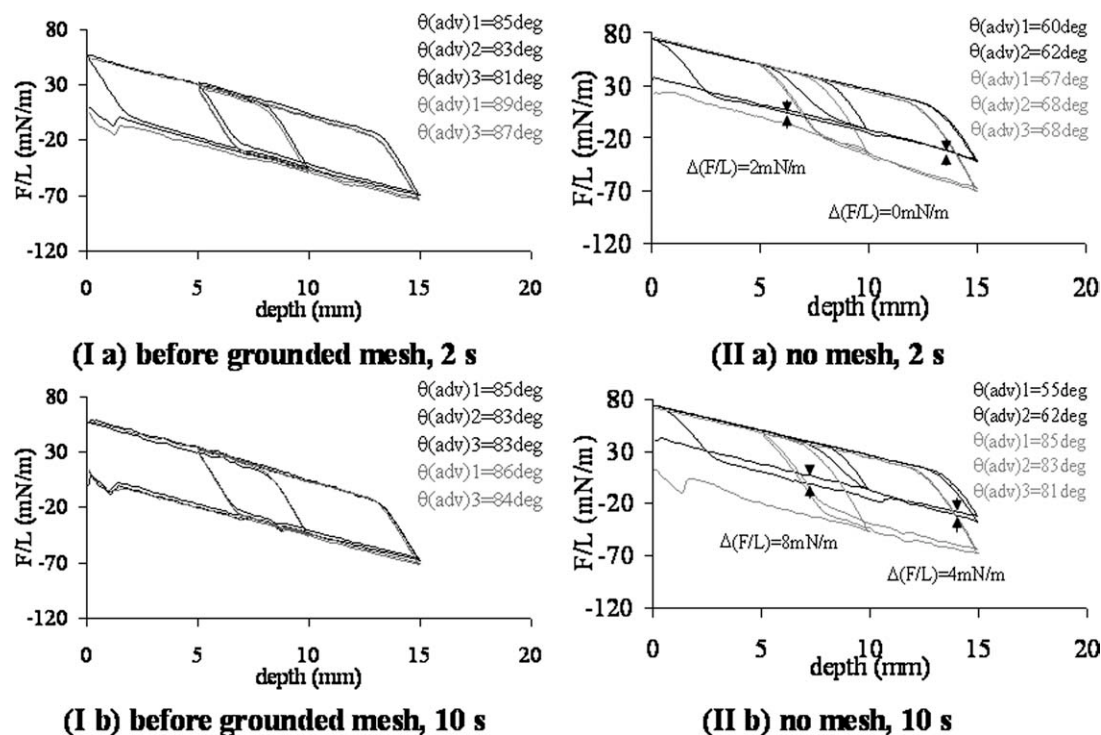 F/L (mN/m)
80
30
-20
-70
-120
0
5
10
15
20
depth (mm)
θ(adv)1=85deg
θ(adv)2=83deg
θ(adv)3=81deg
θ(adv)1=89deg
θ(adv)3=87deg
(I a) before grounded mesh, 2 s
F/L (mN/m)
80
30
-20
-70
-120
0
5
10
15
20
depth (mm)
θ(adv)1=60deg
θ(adv)2=62deg
θ(adv)1=67deg
θ(adv)2=68deg
θ(adv)3=68deg
Δ(F/L)=2mN/m
Δ(F/L)=0mN/m
(II a) no mesh, 2 s
F/L (mN/m)
80
30
-20
-70
-120
0
5
10
15
20
depth (mm)
θ(adv)1=85deg
θ(adv)2=83deg
θ(adv)3=83deg
θ(adv)1=86deg
θ(adv)3=84deg
(I b) before grounded mesh, 10 s
F/L (mN/m)
80
30
-20
-70
-120
0
5
10
15
20
depth (mm)
θ(adv)1=55deg
θ(adv)2=62deg
θ(adv)1=85deg
θ(adv)2=83deg
θ(adv)3=81deg
Δ(F/L)=8mN/m
Δ(F/L)=4mN/m
(II b) no mesh, 10 s